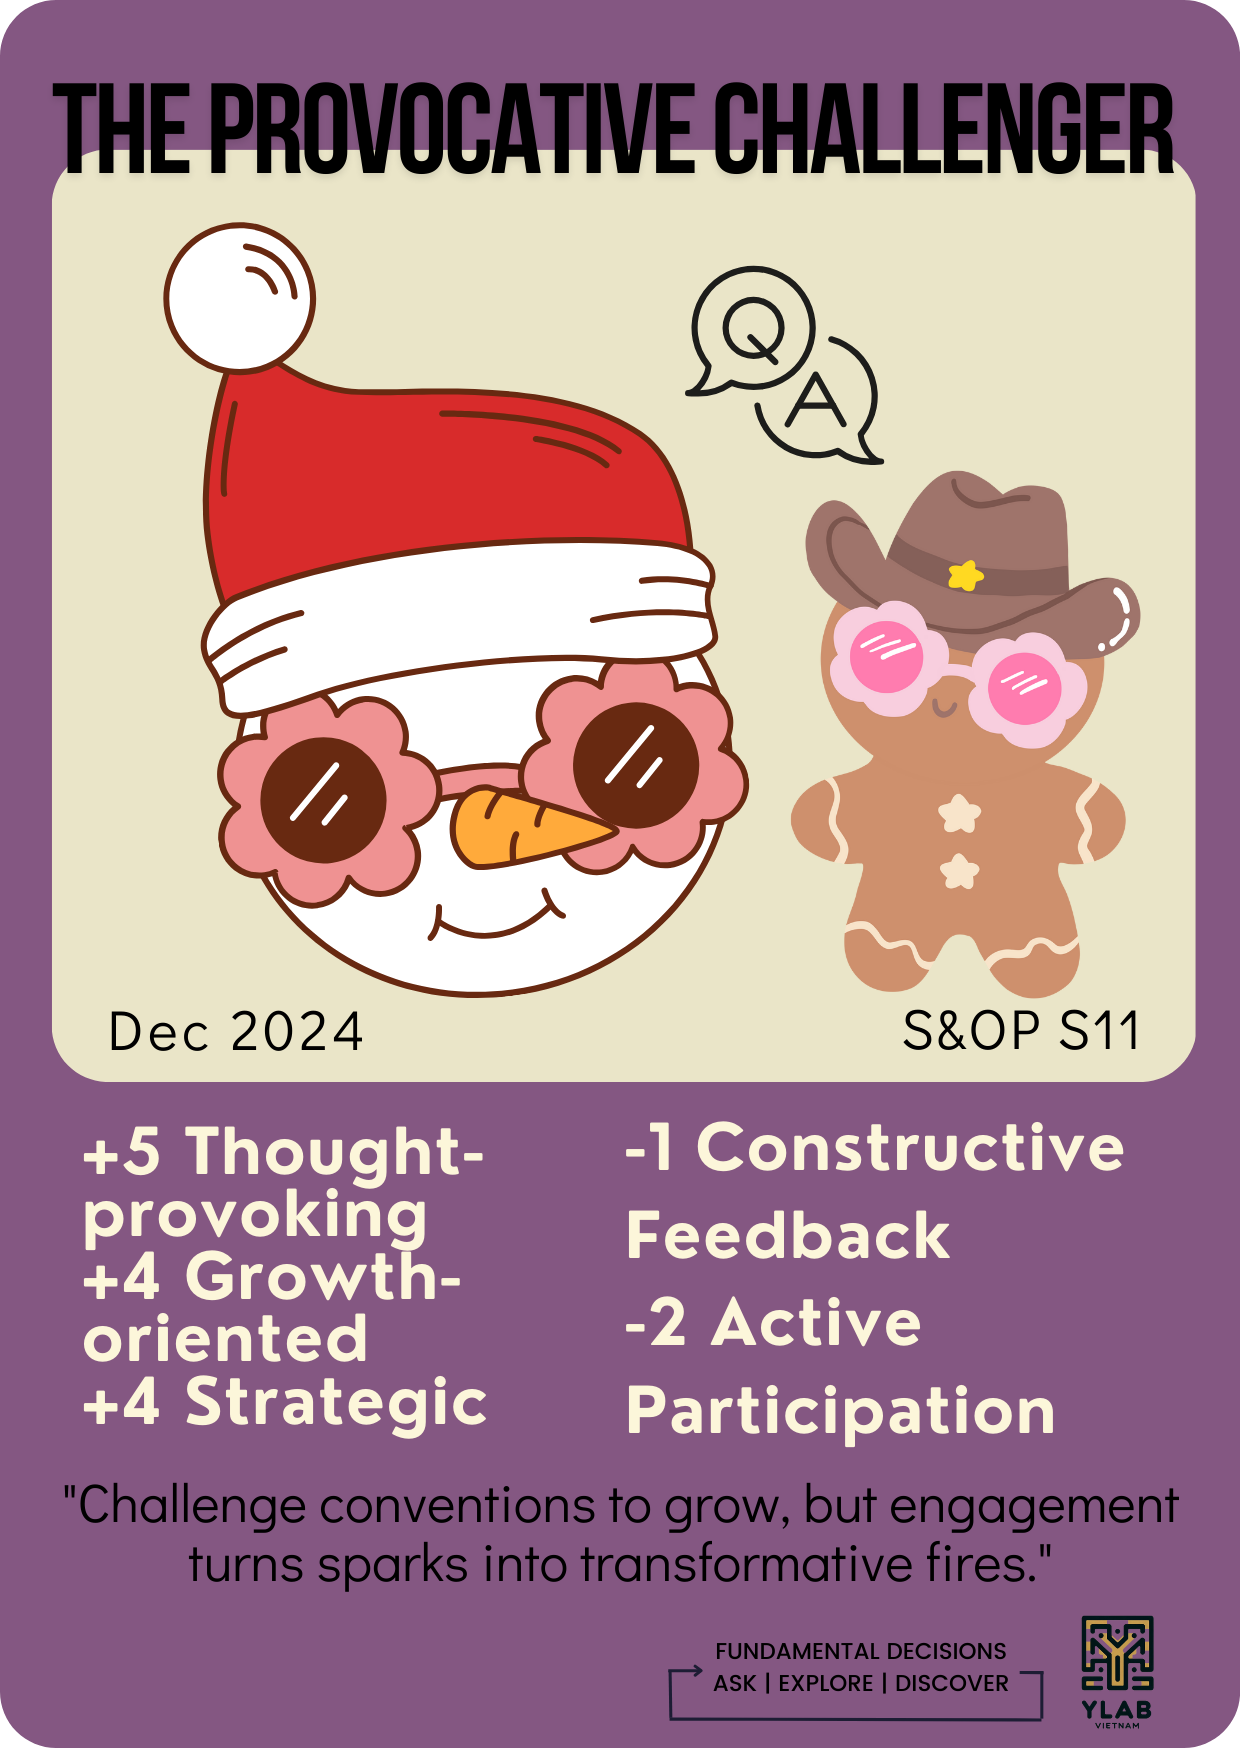 THE PROVOCATIVE CHALLENGER
Q
A
Dec 2024
S&OP S11
+5 Thought-
provoking
+4 Growth-
oriented
+4 Strategic
-1 Constructive
Feedback
-2 Active
Participation
"Challenge conventions to grow, but engagement
turns sparks into transformative fires."
FUNDAMENTAL DECISIONS
ASK | EXPLORE | DISCOVER
YLAB
VIETNAM